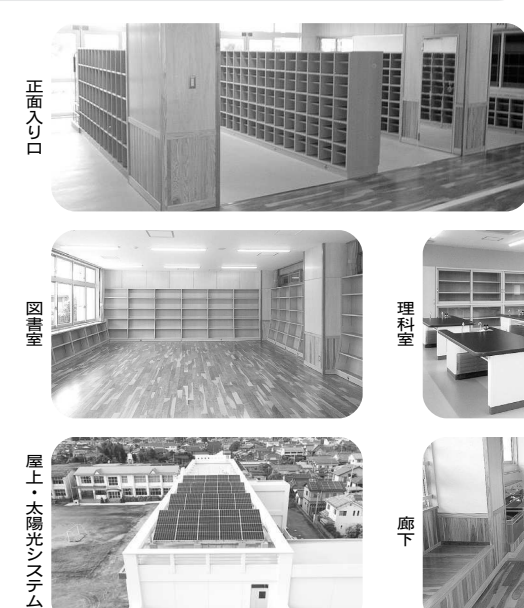 正面入り口
図書室
理科室
屋上・太陽光システム
廊下